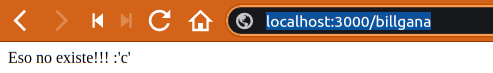 localhost:3000/billgana
Eso no existe!!! :'c'